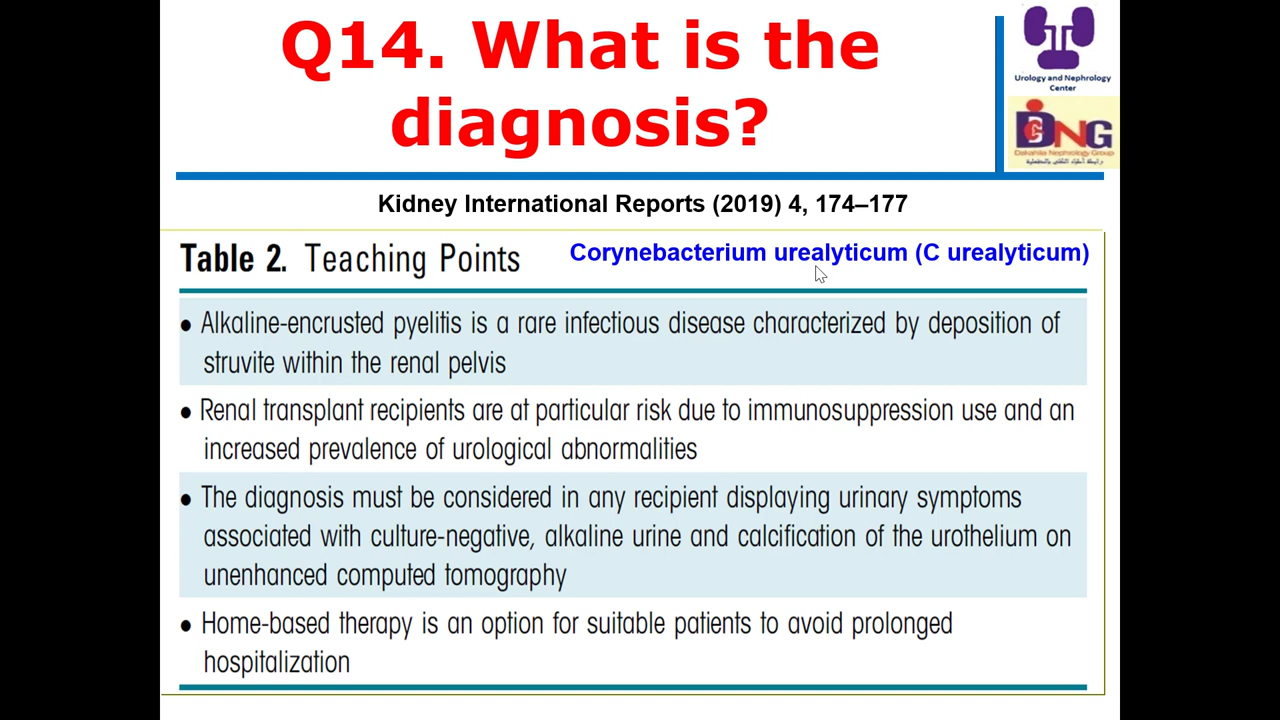 Q14. What is the
diagnosis?
Urology and Nephrology
Center
DNG
Dakahlia Nephrology Group
Kidney International Reports (2019) 4, 174–177
Table 2. Teaching Points
Corynebacterium urealyticum (C urealyticum)
● Alkaline-encrusted pyelitis is a rare infectious disease characterized by deposition of
struvite within the renal pelvis
● Renal transplant recipients are at particular risk due to immunosuppression use and an
increased prevalence of urological abnormalities
● The diagnosis must be considered in any recipient displaying urinary symptoms
associated with culture-negative, alkaline urine and calcification of the urothelium on
unenhanced computed tomography
● Home-based therapy is an option for suitable patients to avoid prolonged
hospitalization